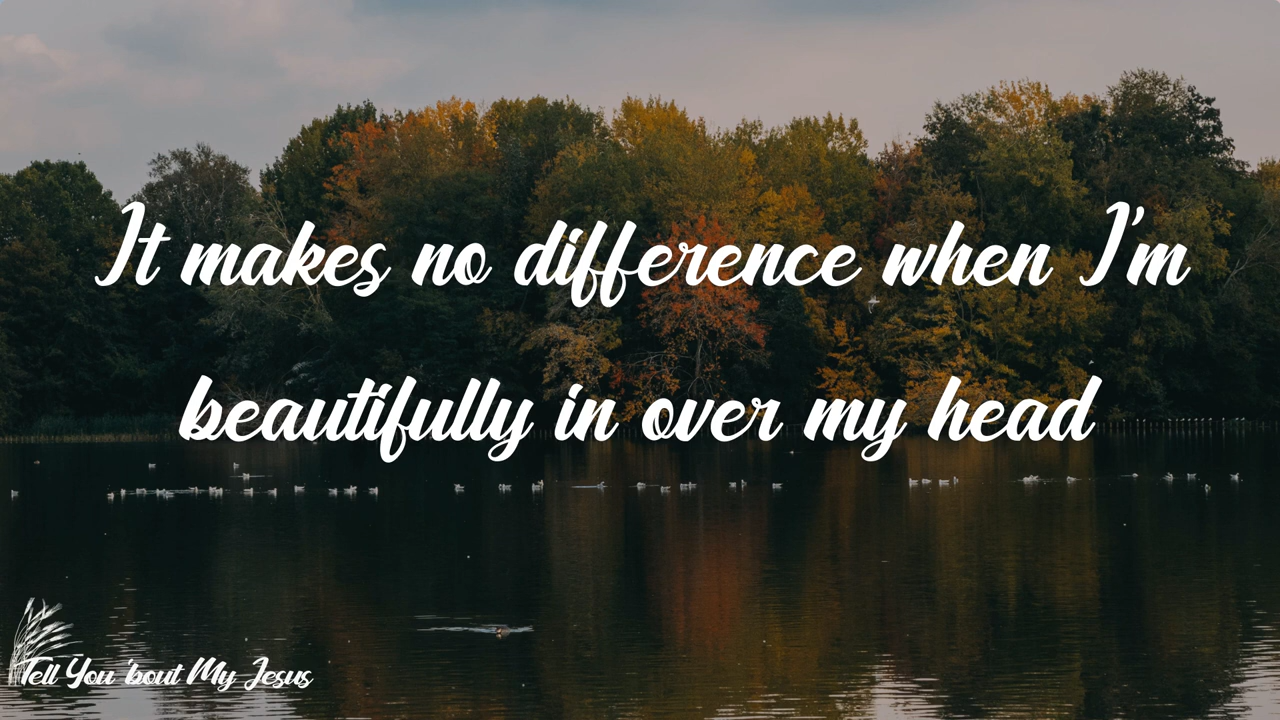 It makes no difference when I'm
beautifully in over my head
Tell You 'bout My Jesus